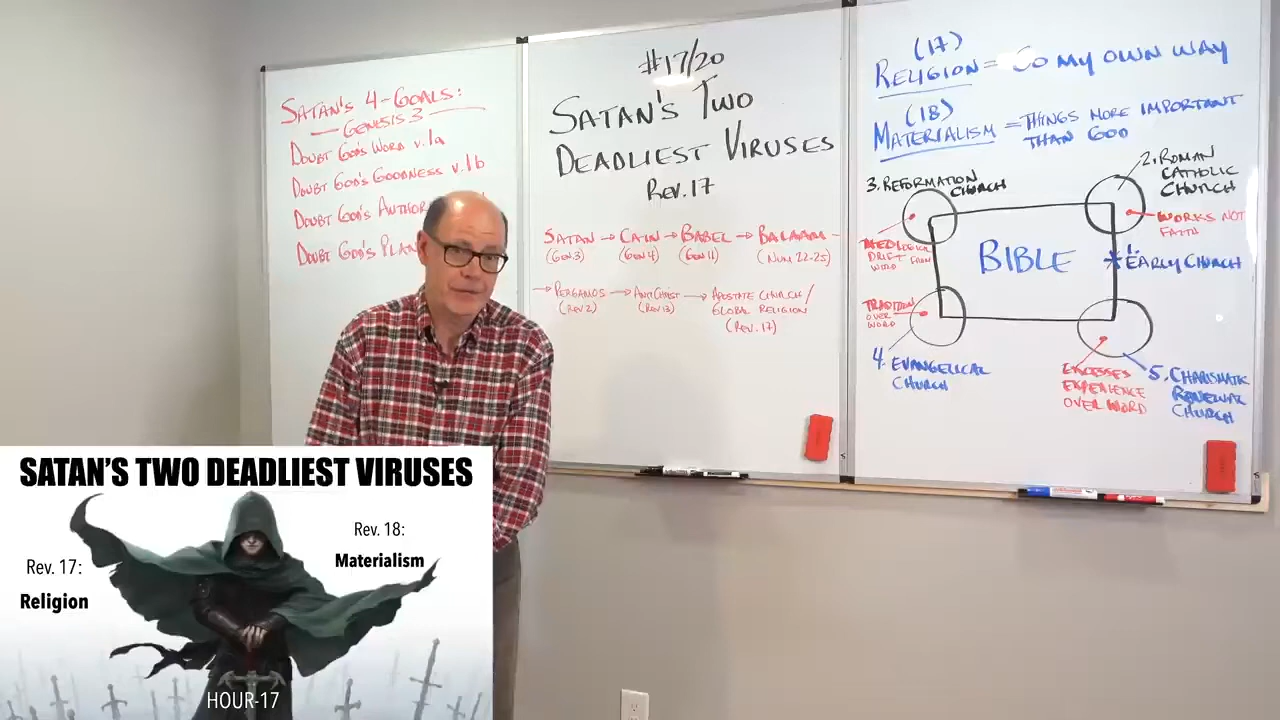 SATAN'S 4-GOALS:
GENESIS 3
DOUBT GOD'S WORD v.1a
DOUBT GOD'S GOODNESS v.1b
DOUBT GOD'S
DOUBT GOD'S PLAN
#17/20
SATAN'S TWO
DEADLIEST VIRUSES
REV. 17
SATAN → CAIN → BABEL → BALAAM
(GEN 3) (GEN 4) (GEN 11) (NUM 22-25)
→ PERGAMOS → ANTICHRIST → APOSTATE CHURCH/
(REV 2) (REV 13) GLOBAL RELIGION
(REV. 17)
(17)
RELIGION = GO MY OWN WAY
(18)
MATERIALISM = THINGS MORE IMPORTANT
THAN GOD
3. REFORMATION
CHURCH
2. ROMAN
CATHOLIC
CHURCH
WORKS NOT
FAITH
THEOLOGICAL
DRIFT FROM
WORD
BIBLE
1.
EARLY CHURCH
TRADITION
OVER
WORD
4. EVANGELICAL
CHURCH
EXCESSES
EXPERIENCE
OVER WORD
5. CHARISMATIC
RENEWAL
CHURCH
SATAN'S TWO DEADLIEST VIRUSES
Rev. 18:
Materialism
Rev. 17:
Religion
HOUR-17